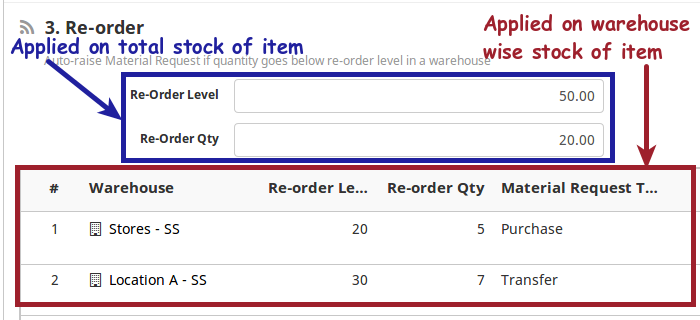 3. Re-order
Applied on warehouse
wise stock of item
Applied on total stock of item
Auto-raise Material Request if quantity goes below re-order level in a warehouse
Re-Order Level 50.00
Re-Order Qty 20.00
# Warehouse Re-order Le... Re-order Qty Material Request T...
1 Stores - SS 20 5 Purchase
2 Location A - SS 30 7 Transfer